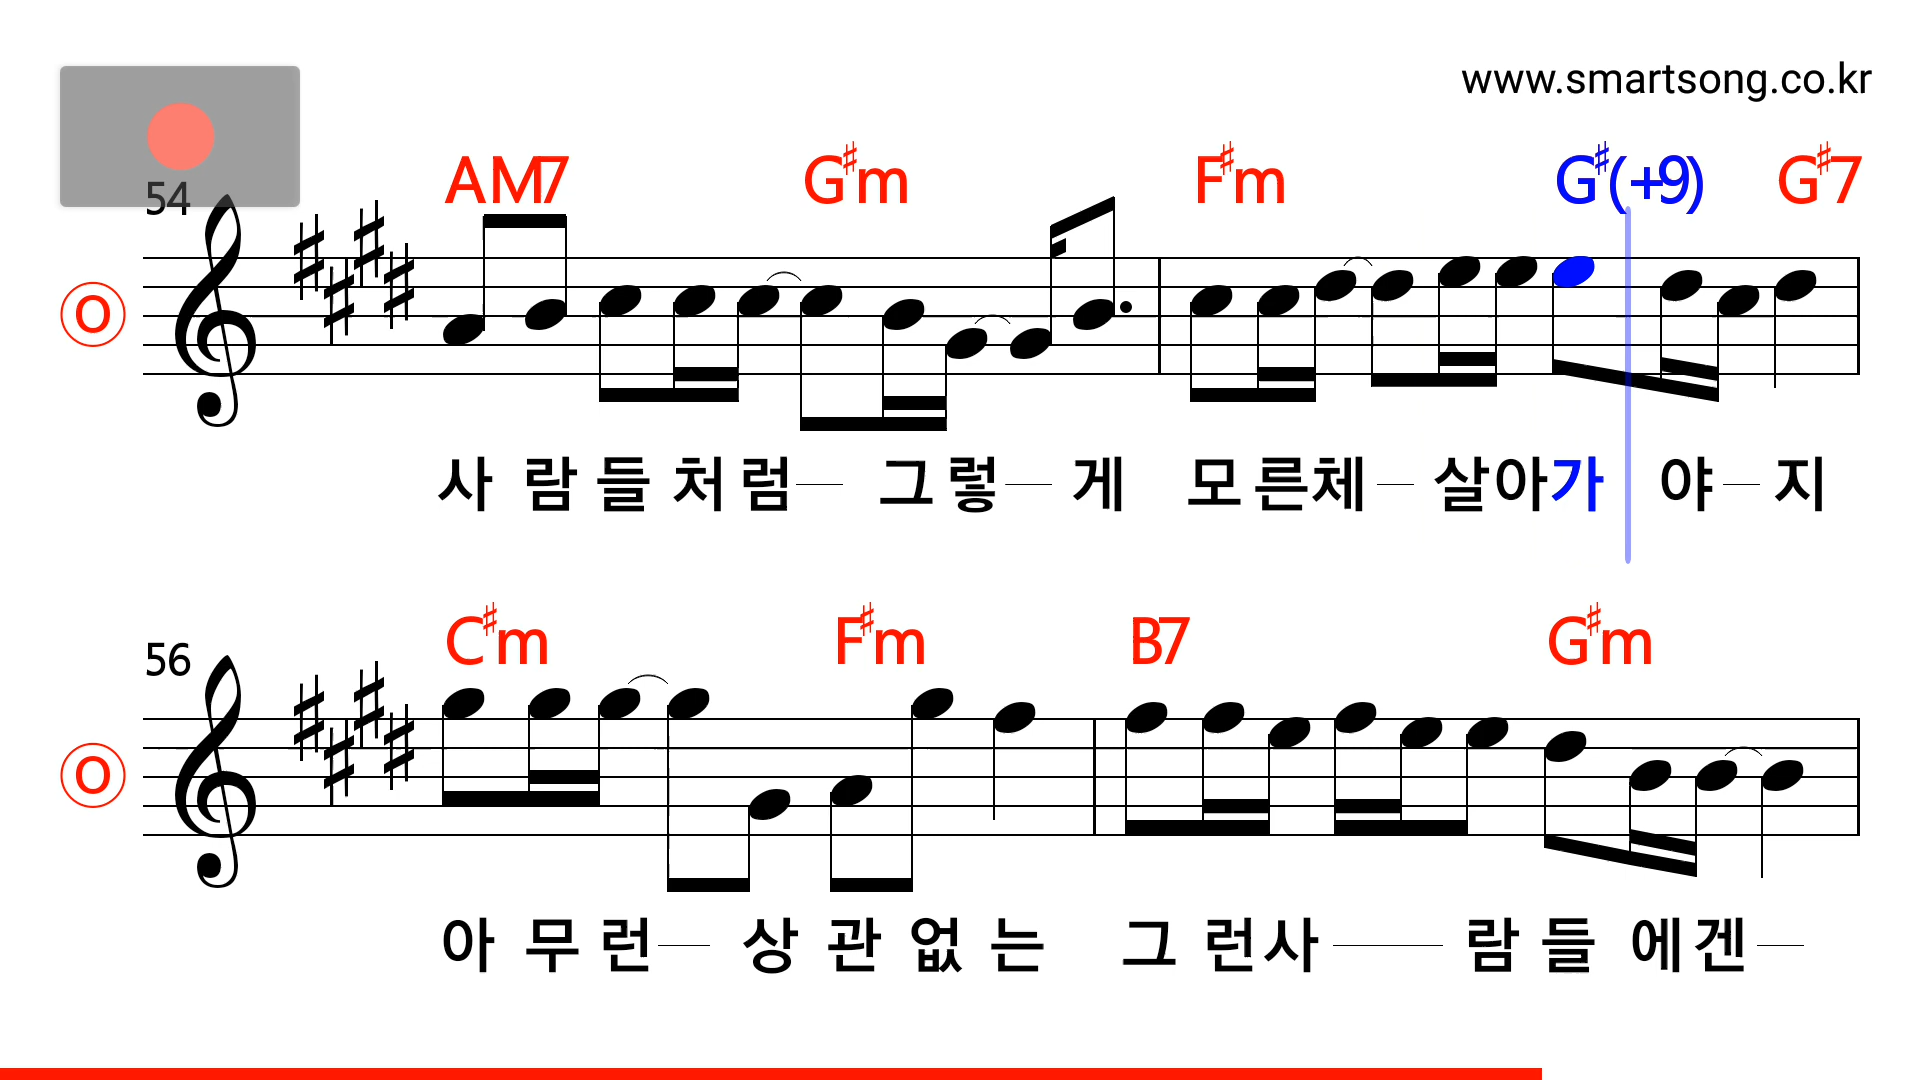 www.smartsong.co.kr
54
AM7 G♯m F♯m G♯(+9) G♯7
ⓞ
사 람 들 처 럼 그 렇 게 모 른 체 살 아 가 야 지
56
C♯m F♯m B7 G♯m
ⓞ
아 무 런 상 관 없 는 그 런 사 람 들 에 겐